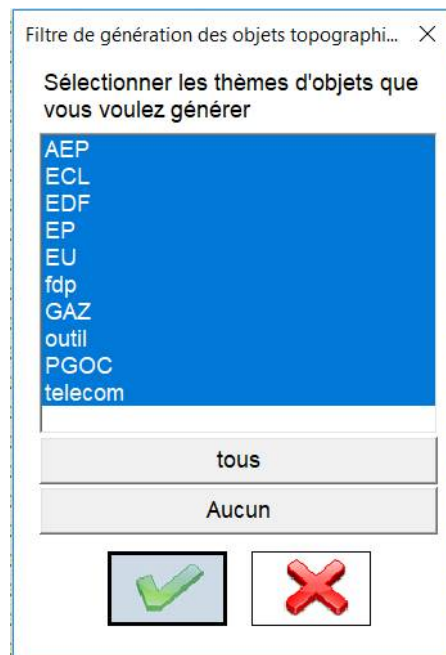 Filtre de génération des objets topographi...
Sélectionner les thèmes d'objets que
vous voulez générer
AEP
ECL
EDF
EP
EU
fdp
GAZ
outil
PGOC
telecom
tous
Aucun